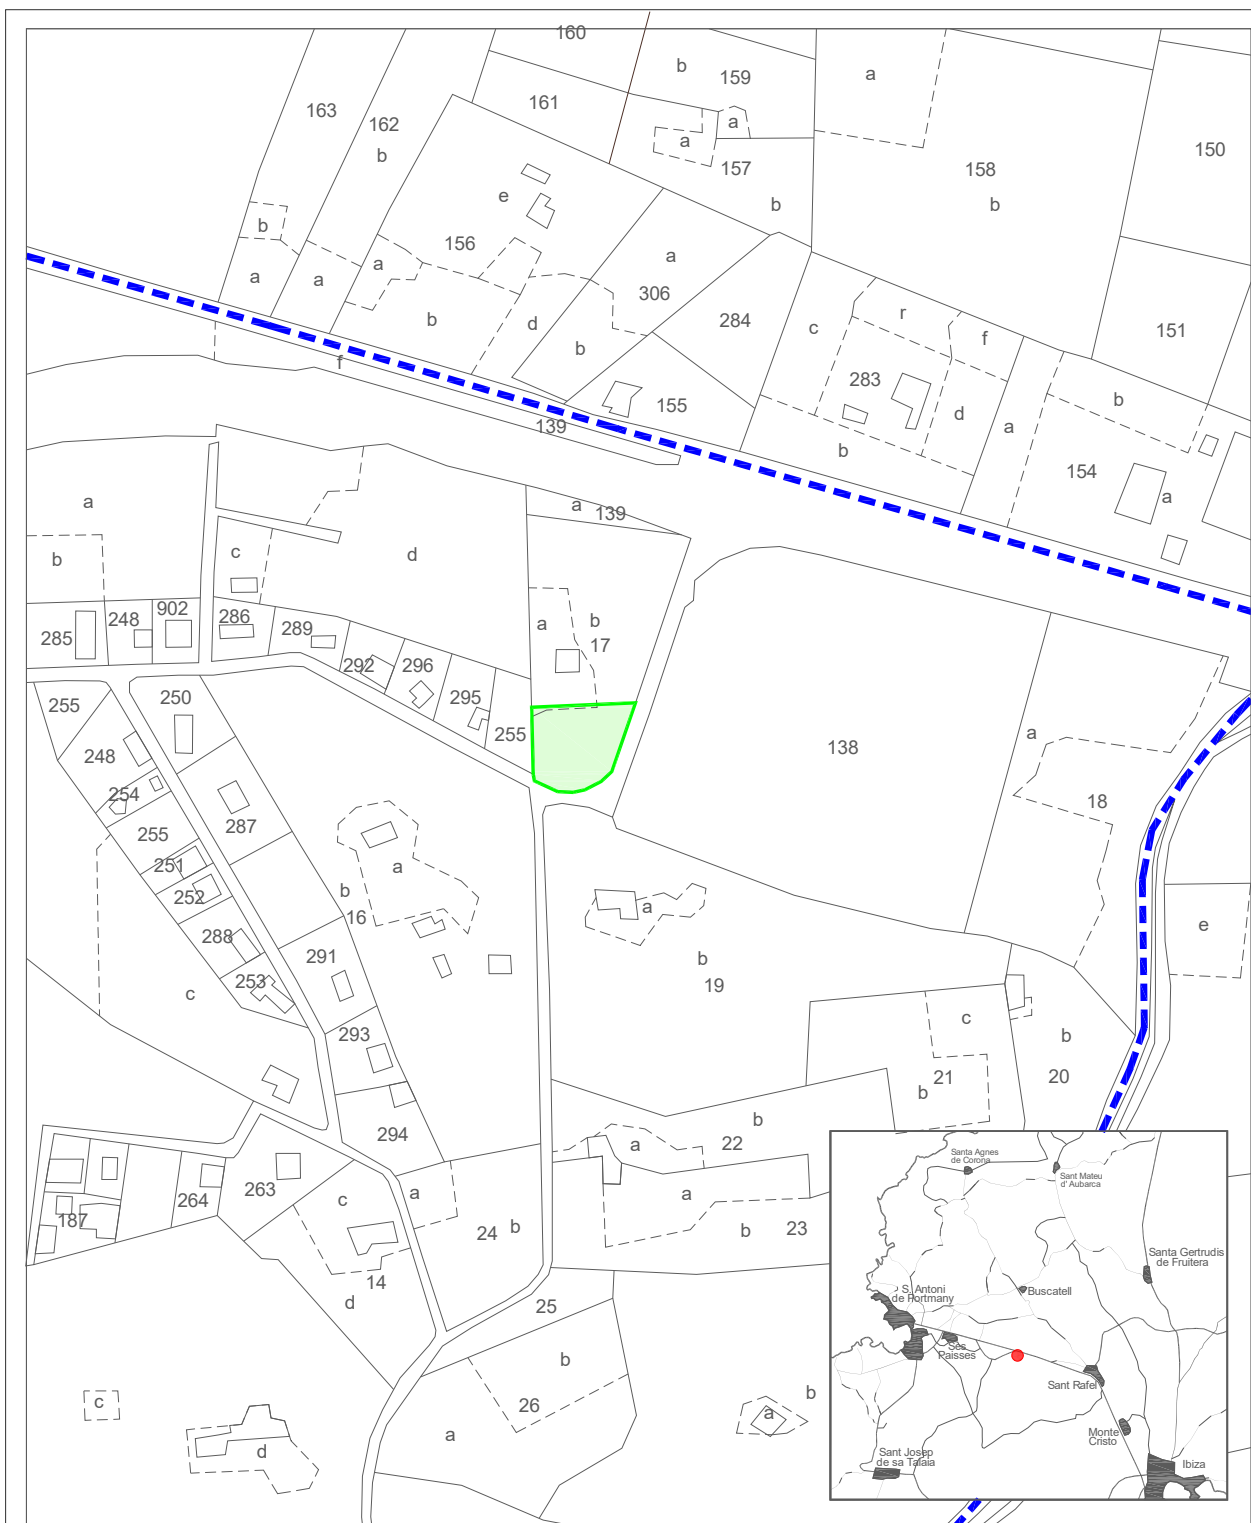 160
b
159
a
163
161
162
a
150
b
a
157
158
e
b
b
b
156
a
a
a
a
306
b
284
c
r
f
151
d
b
f
283
b
155
d
a
139
b
154
a
a
a
139
c
d
b
902
248
286
b
285
289
a
17
292
296
250
295
255
255
a
248
138
254
18
287
255
251
a
252
b
a
16
288
e
291
b
253
19
c
c
293
b
21
20
b
294
b
a
22
263
a
a
264
c
187
24
b
b
23
14
d
25
b
26
c
b
a
a
d
Santa Agnes
de Corona
Sant Mateu
d' Aubarca
Santa Gertrudis
de Fruitera
S. Antoni
de Portmany
Buscatell
Ses
Paisses
Sant Rafel
Monte
Cristo
Sant Josep
de sa Talaia
Ibiza